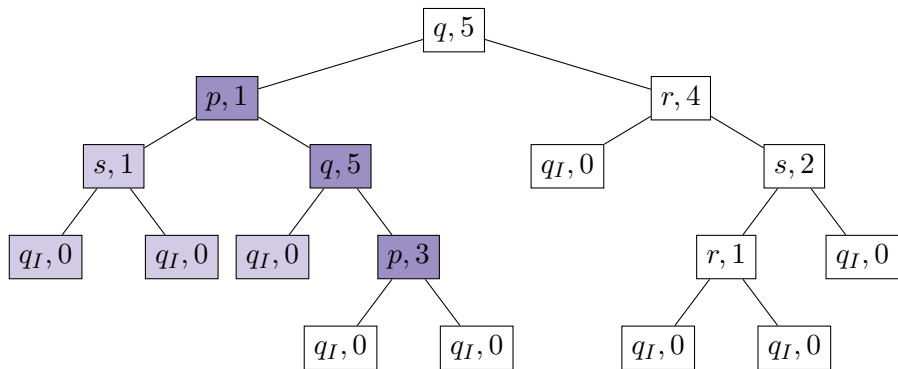 q, 5
p, 1 r, 4
s, 1 q, 5 q_I, 0 s, 2
q_I, 0 q_I, 0 q_I, 0 p, 3 r, 1 q_I, 0
q_I, 0 q_I, 0 q_I, 0 q_I, 0